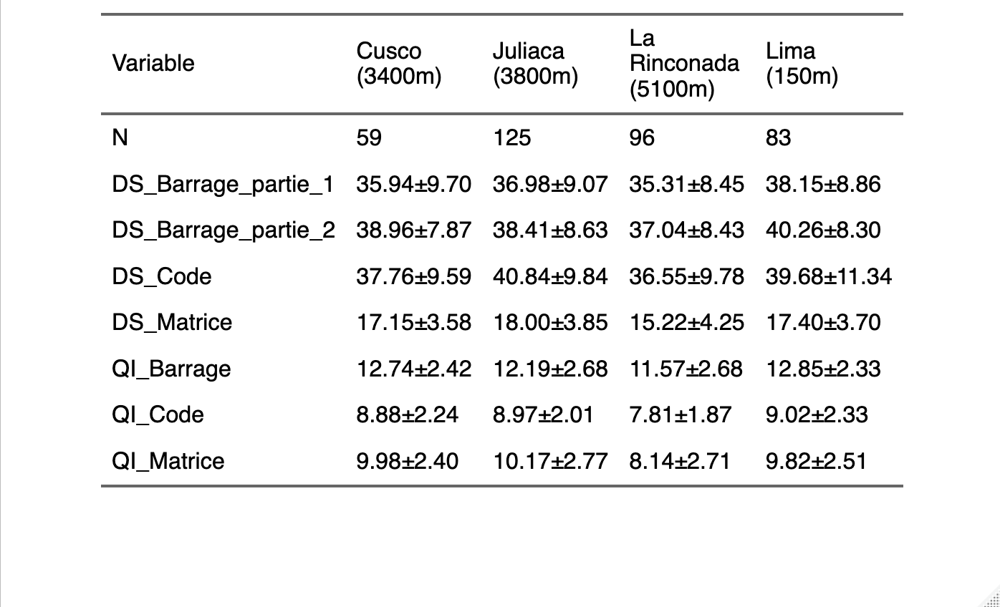 Variable Cusco (3400m) Juliaca (3800m) La Rinconada (5100m) Lima (150m)
N 59 125 96 83
DS_Barrage_partie_1 35.94±9.70 36.98±9.07 35.31±8.45 38.15±8.86
DS_Barrage_partie_2 38.96±7.87 38.41±8.63 37.04±8.43 40.26±8.30
DS_Code 37.76±9.59 40.84±9.84 36.55±9.78 39.68±11.34
DS_Matrice 17.15±3.58 18.00±3.85 15.22±4.25 17.40±3.70
QI_Barrage 12.74±2.42 12.19±2.68 11.57±2.68 12.85±2.33
QI_Code 8.88±2.24 8.97±2.01 7.81±1.87 9.02±2.33
QI_Matrice 9.98±2.40 10.17±2.77 8.14±2.71 9.82±2.51